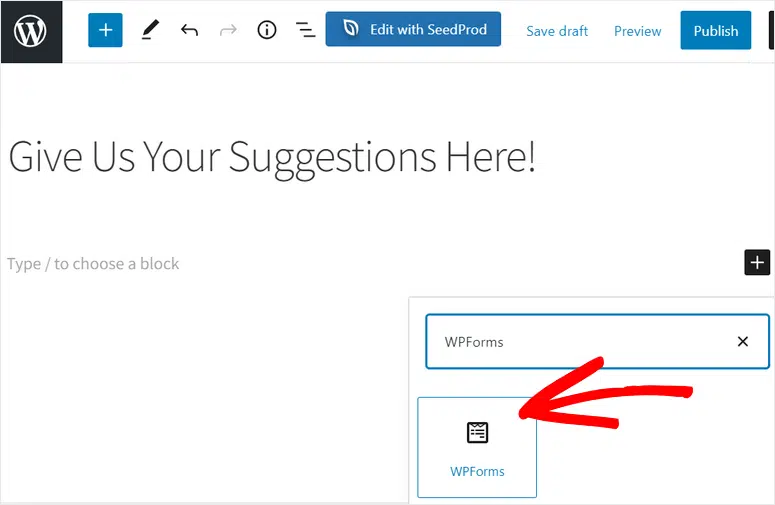 Edit with SeedProd Save draft Preview Publish
Give Us Your Suggestions Here!
Type / to choose a block
WPForms
WPForms